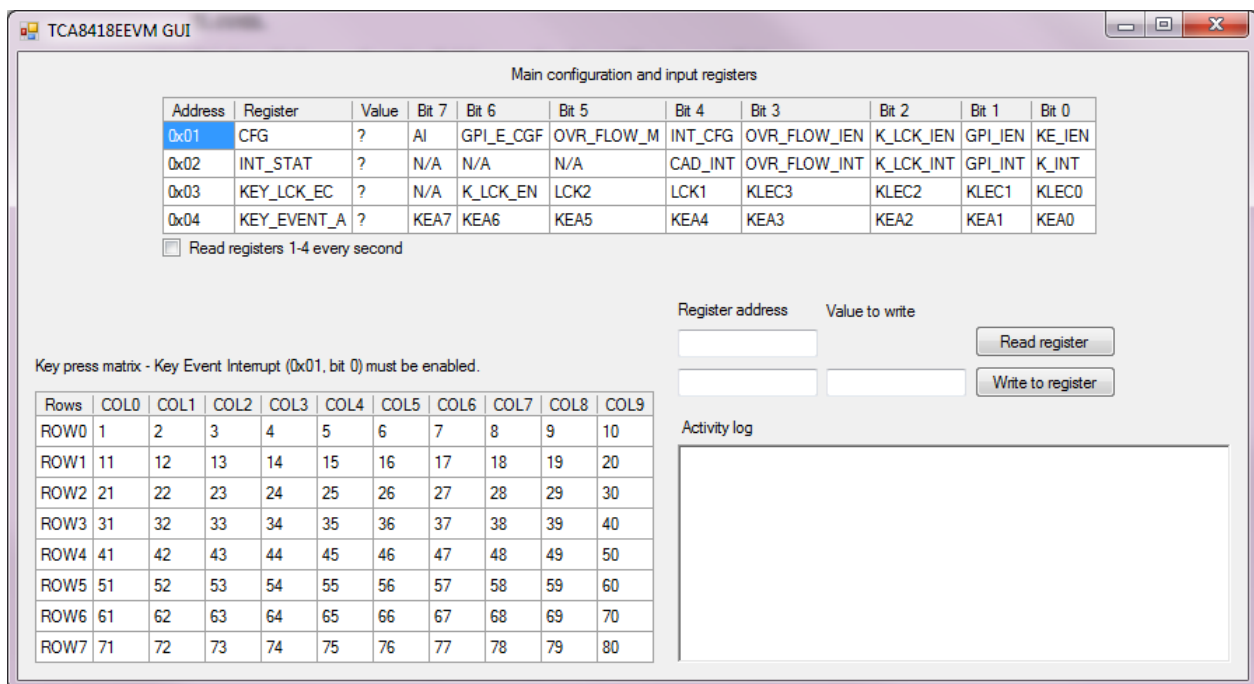 TCA8418EEVM GUI
Main configuration and input registers
Address Register Value Bit 7 Bit 6 Bit 5 Bit 4 Bit 3 Bit 2 Bit 1 Bit 0
0x01 CFG ? AI GPI_E_CGF OVR_FLOW_M INT_CFG OVR_FLOW_IEN K_LCK_IEN GPI_IEN KE_IEN
0x02 INT_STAT ? N/A N/A N/A CAD_INT OVR_FLOW_INT K_LCK_INT GPI_INT K_INT
0x03 KEY_LCK_EC ? N/A K_LCK_EN LCK2 LCK1 KLEC3 KLEC2 KLEC1 KLEC0
0x04 KEY_EVENT_A ? KEA7 KEA6 KEA5 KEA4 KEA3 KEA2 KEA1 KEA0
Read registers 1-4 every second
Register address Value to write
Read register
Write to register
Key press matrix - Key Event Interrupt (0x01, bit 0) must be enabled.
Rows COL0 COL1 COL2 COL3 COL4 COL5 COL6 COL7 COL8 COL9
ROW0 1 2 3 4 5 6 7 8 9 10
ROW1 11 12 13 14 15 16 17 18 19 20
ROW2 21 22 23 24 25 26 27 28 29 30
ROW3 31 32 33 34 35 36 37 38 39 40
ROW4 41 42 43 44 45 46 47 48 49 50
ROW5 51 52 53 54 55 56 57 58 59 60
ROW6 61 62 63 64 65 66 67 68 69 70
ROW7 71 72 73 74 75 76 77 78 79 80
Activity log